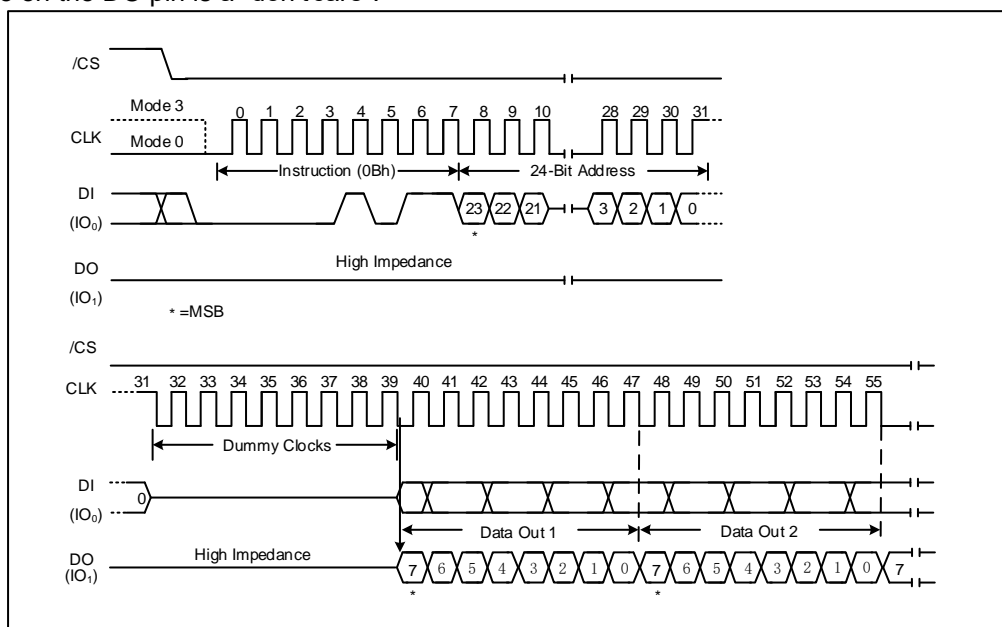 /CS
Mode 3
0 1 2 3 4 5 6 7 8 9 10 28 29 30 31
CLK
Mode 0
Instruction (0Bh) 24-Bit Address
DI
(IO0)
23 22 21 3 2 1 0
*
High Impedance
DO
(IO1)
* =MSB
/CS
31 32 33 34 35 36 37 38 39 40 41 42 43 44 45 46 47 48 49 50 51 52 53 54 55
CLK
Dummy Clocks
DI
(IO0)
0
Data Out 1 Data Out 2
High Impedance
DO
(IO1)
7 6 5 4 3 2 1 0 7 6 5 4 3 2 1 0 7
* *